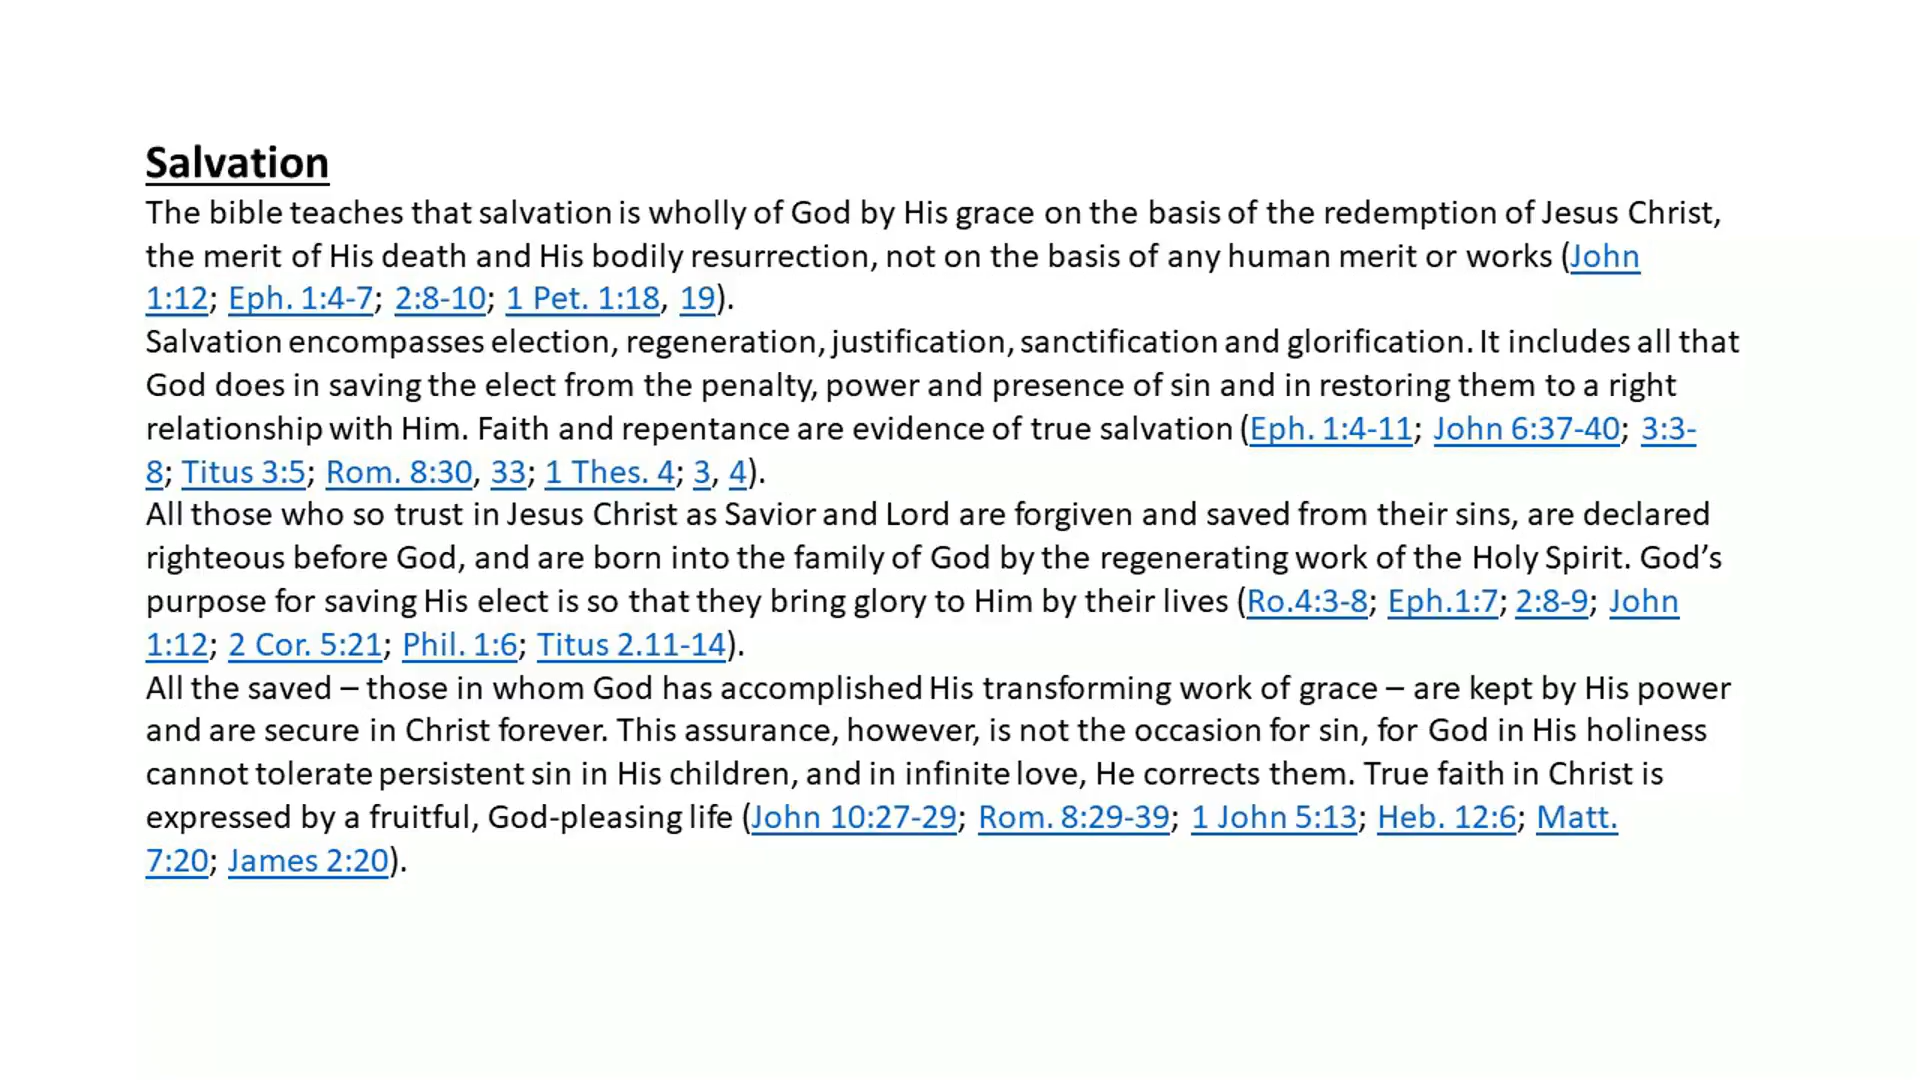 Salvation
The bible teaches that salvation is wholly of God by His grace on the basis of the redemption of Jesus Christ,
the merit of His death and His bodily resurrection, not on the basis of any human merit or works (John
1:12; Eph. 1:4-7; 2:8-10; 1 Pet. 1:18, 19).
Salvation encompasses election, regeneration, justification, sanctification and glorification. It includes all that
God does in saving the elect from the penalty, power and presence of sin and in restoring them to a right
relationship with Him. Faith and repentance are evidence of true salvation (Eph. 1:4-11; John 6:37-40; 3:3-
8; Titus 3:5; Rom. 8:30, 33; 1 Thes. 4; 3, 4).
All those who so trust in Jesus Christ as Savior and Lord are forgiven and saved from their sins, are declared
righteous before God, and are born into the family of God by the regenerating work of the Holy Spirit. God’s
purpose for saving His elect is so that they bring glory to Him by their lives (Ro.4:3-8; Eph.1:7; 2:8-9; John
1:12; 2 Cor. 5:21; Phil. 1:6; Titus 2.11-14).
All the saved – those in whom God has accomplished His transforming work of grace – are kept by His power
and are secure in Christ forever. This assurance, however, is not the occasion for sin, for God in His holiness
cannot tolerate persistent sin in His children, and in infinite love, He corrects them. True faith in Christ is
expressed by a fruitful, God-pleasing life (John 10:27-29; Rom. 8:29-39; 1 John 5:13; Heb. 12:6; Matt.
7:20; James 2:20).